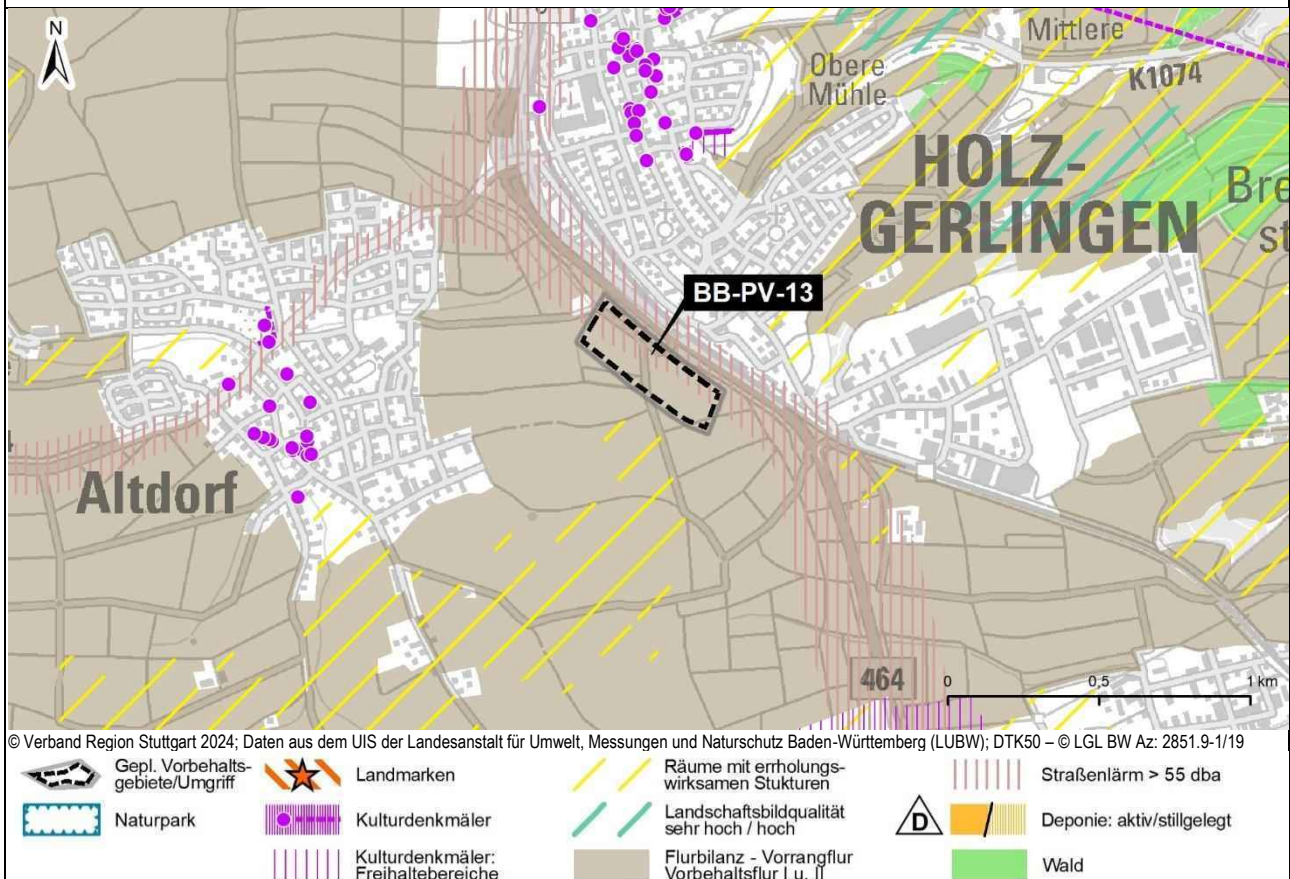 N
Mittlere
Obere
Mühle
K1074
HOLZ-
GERLINGEN
Bre
st
BB-PV-13
Altdorf
464
0 0,5 1 km
© Verband Region Stuttgart 2024; Daten aus dem UIS der Landesanstalt für Umwelt, Messungen und Naturschutz Baden-Württemberg (LUBW); DTK50 – © LGL BW Az: 2851.9-1/19
Gepl. Vorbehalts-
gebiete/Umgriff
Landmarken
Räume mit errholungs-
wirksamen Stukturen
Straßenlärm > 55 dba
Naturpark
Kulturdenkmäler
Landschaftsbildqualität
sehr hoch / hoch
D
Deponie: aktiv/stillgelegt
Kulturdenkmäler:
Freihaltebereiche
Flurbilanz - Vorrangflur
Vorbehaltsflur I u. II
Wald